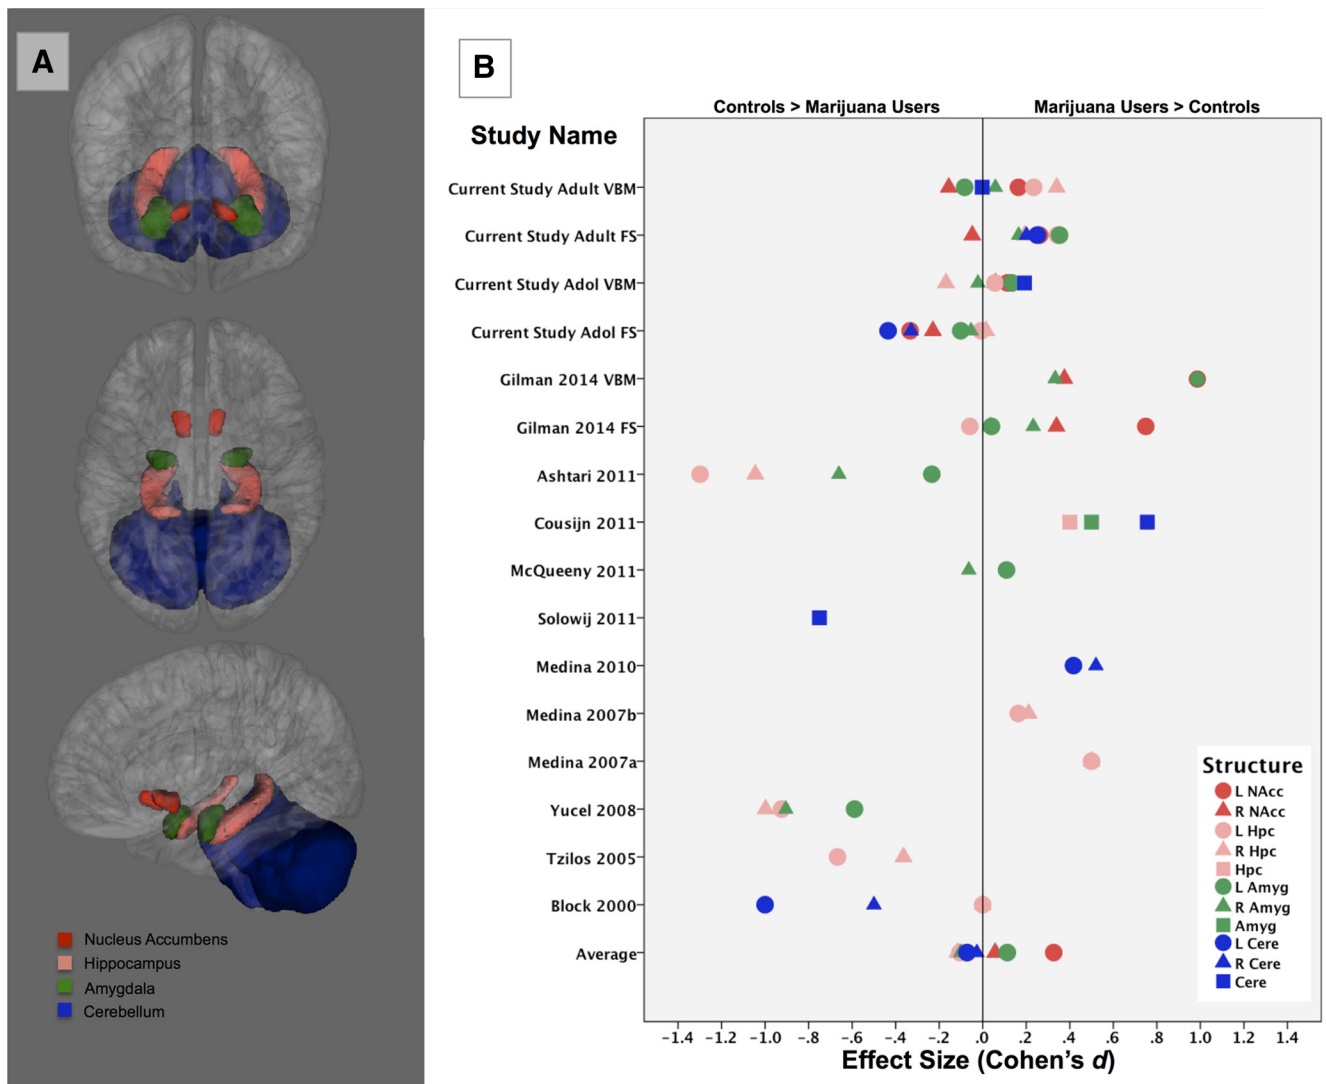 A
Nucleus Accumbens
Hippocampus
Amygdala
Cerebellum
B
Controls > Marijuana Users
Marijuana Users > Controls
Study Name
Current Study Adult VBM
Current Study Adult FS
Current Study Adol VBM
Current Study Adol FS
Gilman 2014 VBM
Gilman 2014 FS
Ashtari 2011
Cousijn 2011
McQueeny 2011
Solowij 2011
Medina 2010
Medina 2007b
Medina 2007a
Yucel 2008
Tzilos 2005
Block 2000
Average
Structure
L NAcc
R NAcc
L Hpc
R Hpc
Hpc
L Amyg
R Amyg
Amyg
L Cere
R Cere
Cere
-1.4 -1.2 -1.0 -.8 -.6 -.4 -.2 .0 .2 .4 .6 .8 1.0 1.2 1.4
Effect Size (Cohen's d)